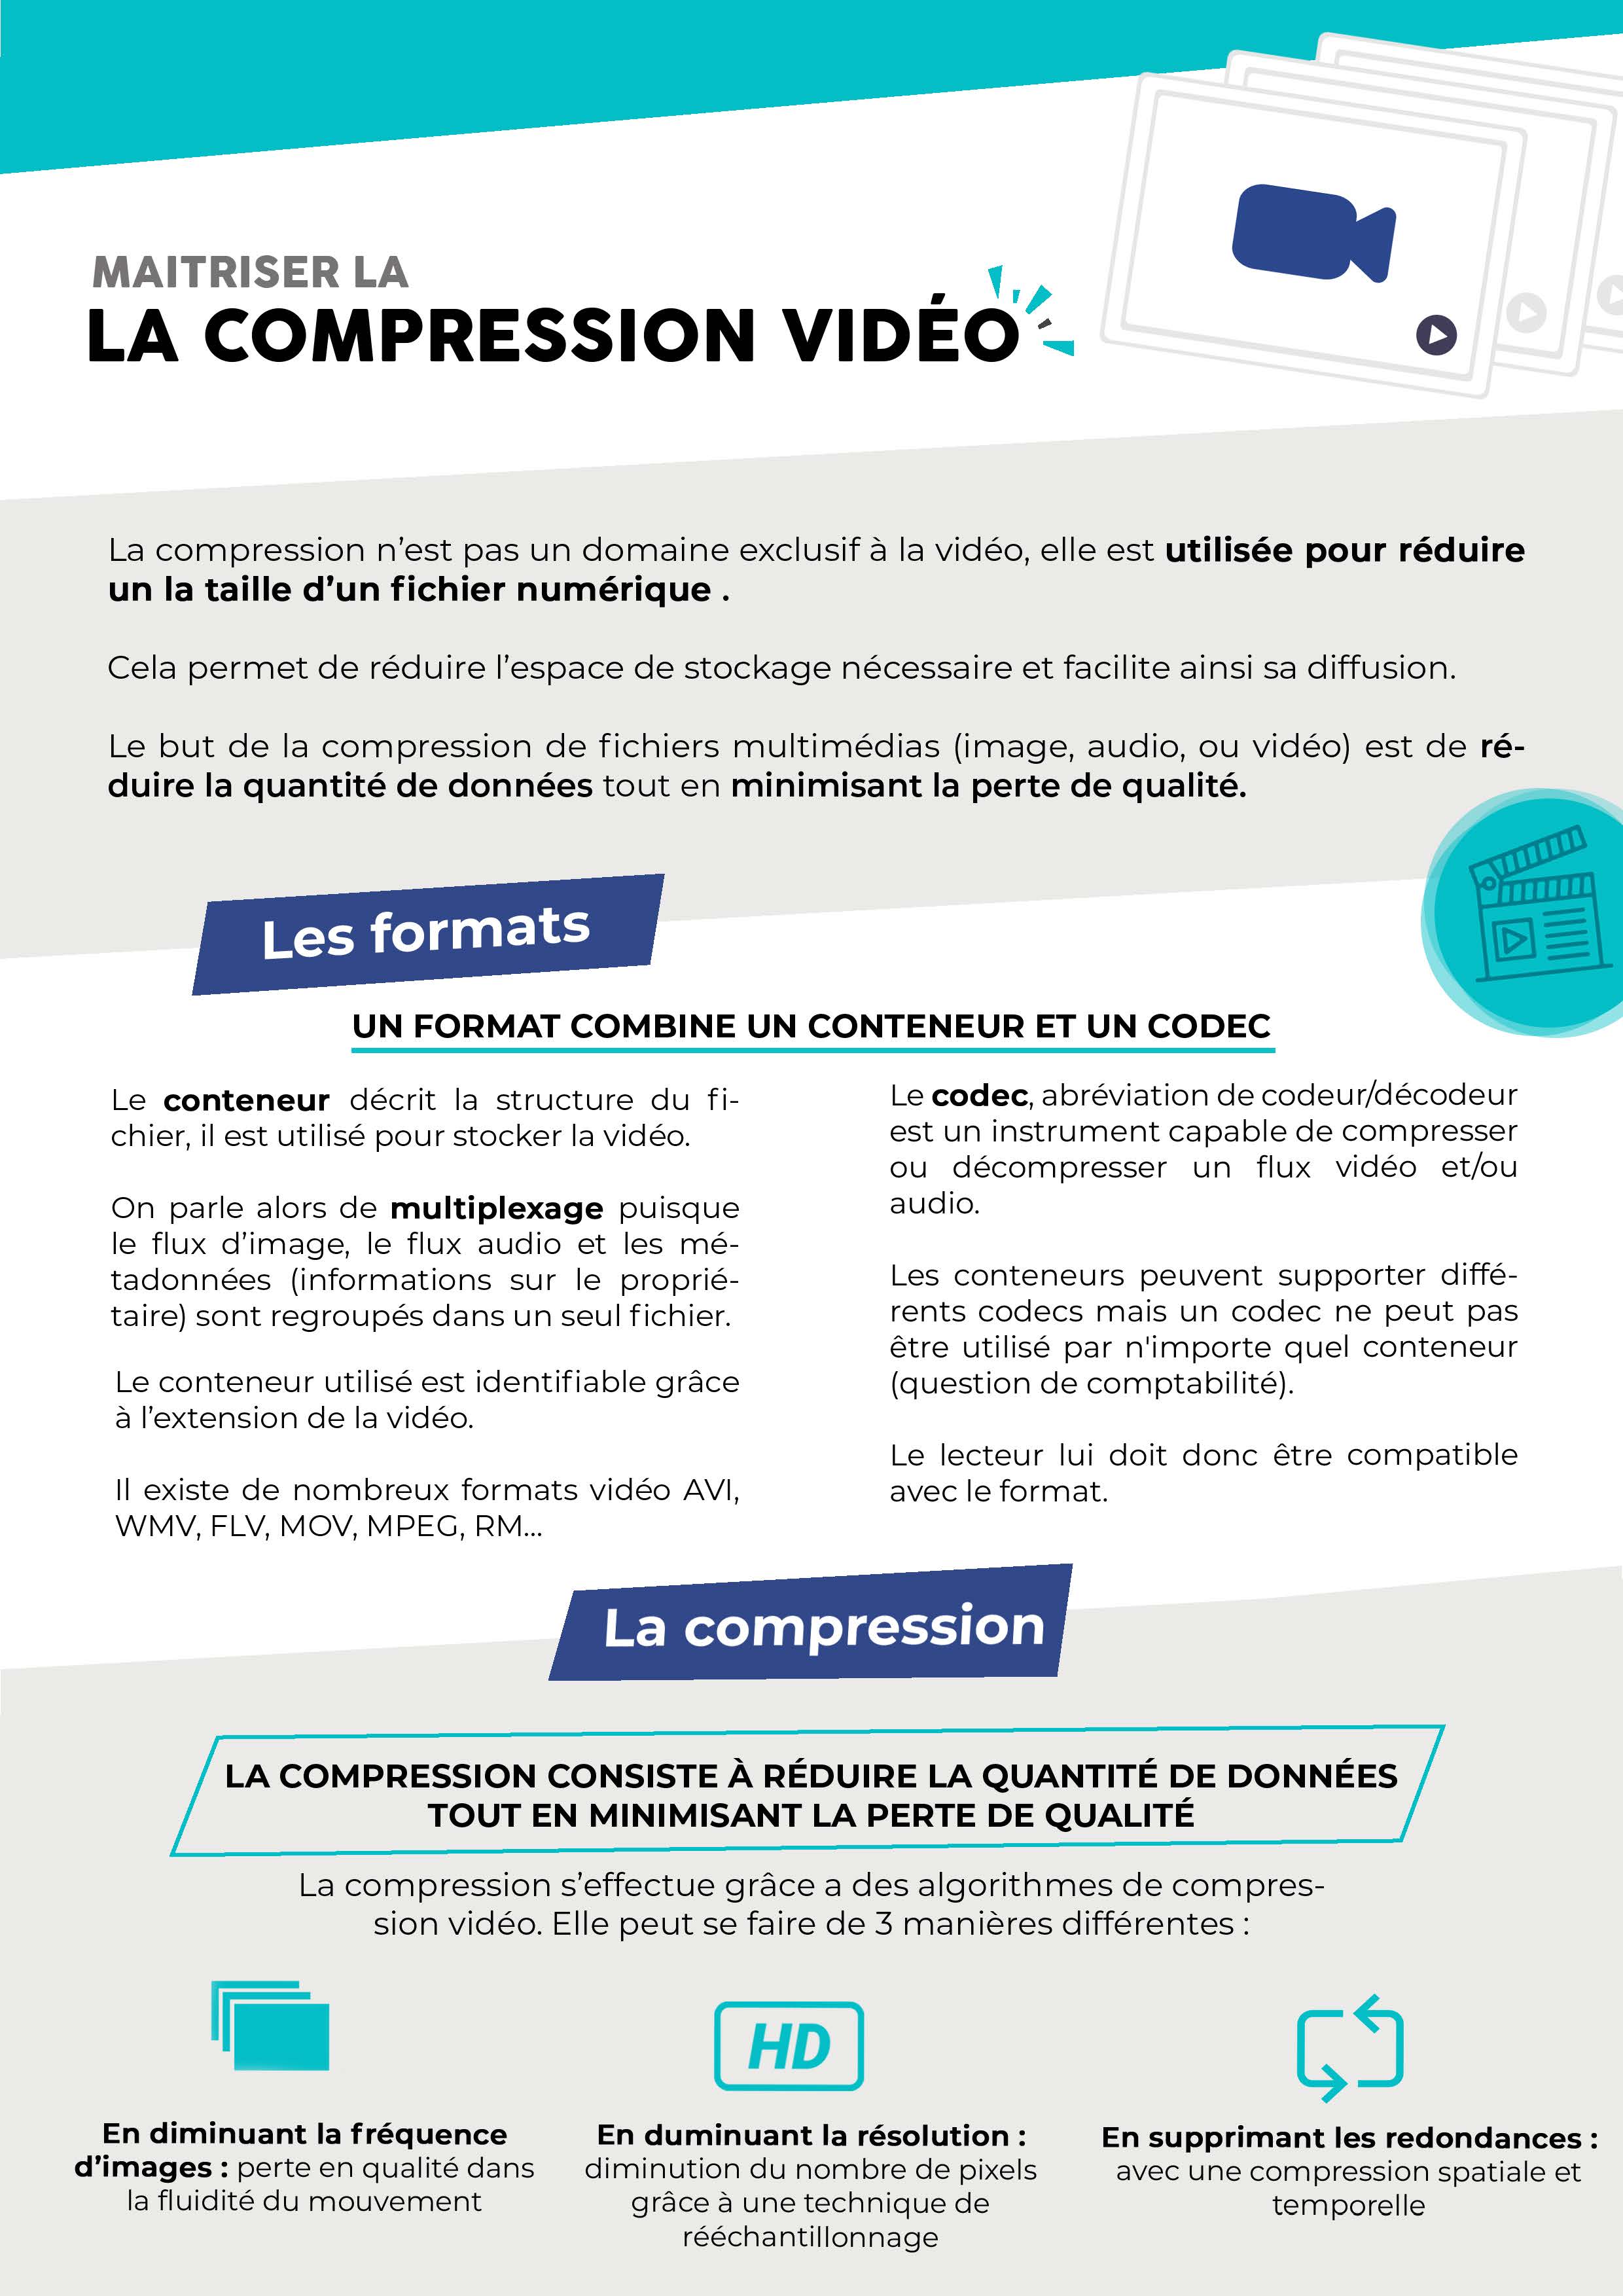 MAITRISER LA
LA COMPRESSION VIDÉO
La compression n’est pas un domaine exclusif à la vidéo, elle est utilisée pour réduire
un la taille d’un fichier numérique .
Cela permet de réduire l’espace de stockage nécessaire et facilite ainsi sa diffusion.
Le but de la compression de fichiers multimédias (image, audio, ou vidéo) est de ré-
duire la quantité de données tout en minimisant la perte de qualité.
Les formats
UN FORMAT COMBINE UN CONTENEUR ET UN CODEC
Le conteneur décrit la structure du fi-
chier, il est utilisé pour stocker la vidéo.
On parle alors de multiplexage puisque
le flux d’image, le flux audio et les mé-
tadonnées (informations sur le proprié-
taire) sont regroupés dans un seul fichier.
Le conteneur utilisé est identifiable grâce
à l’extension de la vidéo.
Il existe de nombreux formats vidéo AVI,
WMV, FLV, MOV, MPEG, RM...
Le codec, abréviation de codeur/décodeur
est un instrument capable de compresser
ou décompresser un flux vidéo et/ou
audio.
Les conteneurs peuvent supporter diffé-
rents codecs mais un codec ne peut pas
être utilisé par n'importe quel conteneur
(question de comptabilité).
Le lecteur lui doit donc être compatible
avec le format.
La compression
LA COMPRESSION CONSISTE À RÉDUIRE LA QUANTITÉ DE DONNÉES
TOUT EN MINIMISANT LA PERTE DE QUALITÉ
La compression s’effectue grâce a des algorithmes de compres-
sion vidéo. Elle peut se faire de 3 manières différentes :
En diminuant la fréquence
d’images : perte en qualité dans
la fluidité du mouvement
HD
En duminuant la résolution :
diminution du nombre de pixels
grâce à une technique de
rééchantillonnage
En supprimant les redondances :
avec une compression spatiale et
temporelle